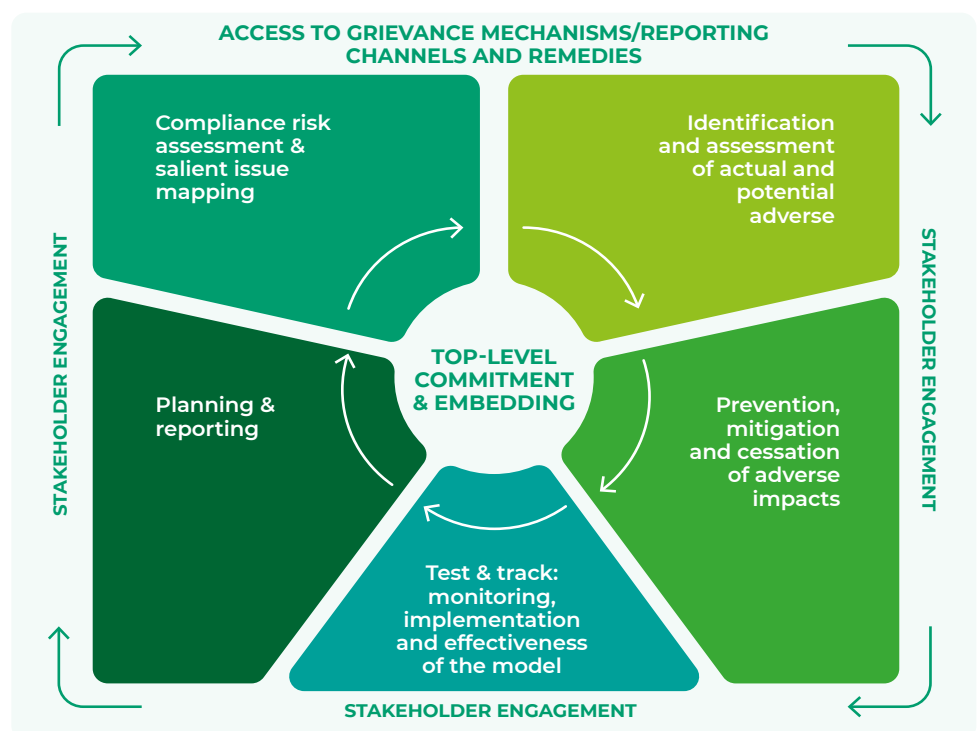 ACCESS TO GRIEVANCE MECHANISMS/REPORTING
CHANNELS AND REMEDIES
Compliance risk
assessment &
salient issue
mapping
Identification
and assessment
of actual and
potential
adverse
STAKEHOLDER ENGAGEMENT
STAKEHOLDER ENGAGEMENT
TOP-LEVEL
COMMITMENT
& EMBEDDING
Planning &
reporting
Prevention,
mitigation
and cessation
of adverse
impacts
Test & track:
monitoring,
implementation
and effectiveness
of the model
STAKEHOLDER ENGAGEMENT